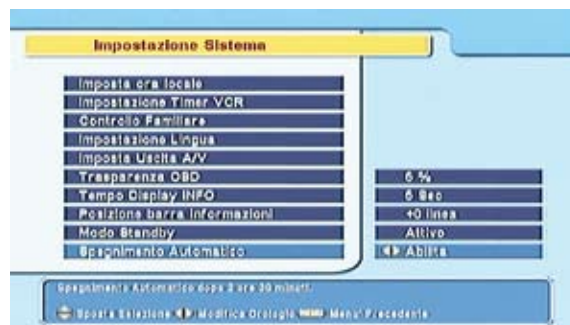 Impostazione Sistema
Imposta ora locale
Impostazione Timer VCR
Controllo Familiare
Impostazione Lingua
Imposta Uscita A/V
Trasparenza OSD 6 %
Tempo Display INFO 6 Sec
Posizione barra Informazioni +0 linea
Modo Standby Attivo
Spegnimento Automatico Abilita
Spegnimento Automatico dopo 3 ore 30 minuti.
Sposta Selezione Modifica Orologio Menu' Precedente